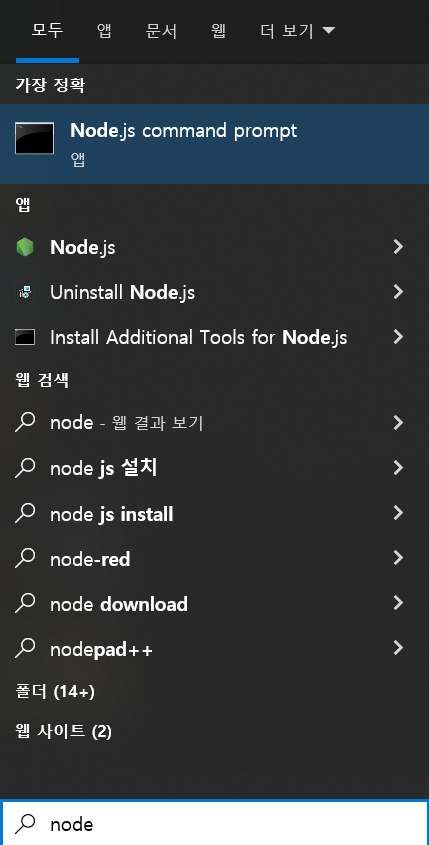 모두 앱 문서 웹 더 보기
가장 정확
Node.js command prompt
앱
앱
Node.js
Uninstall Node.js
Install Additional Tools for Node.js
웹 검색
node - 웹 결과 보기
node js 설치
node js install
node-red
node download
nodepad++
폴더 (14+)
웹 사이트 (2)
node